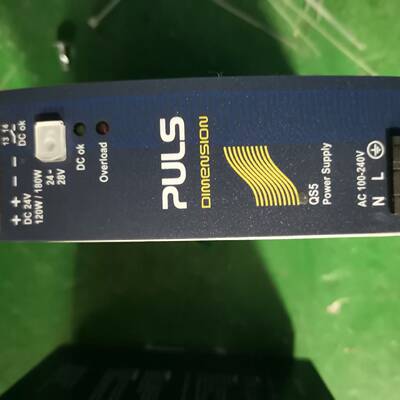 13 14
DC ok
+ + − −
DC 24V
120W / 180W
24-
28V
DC ok
Overload
PULS
DIMENSION
QS5
Power Supply
AC 100-240V
N L